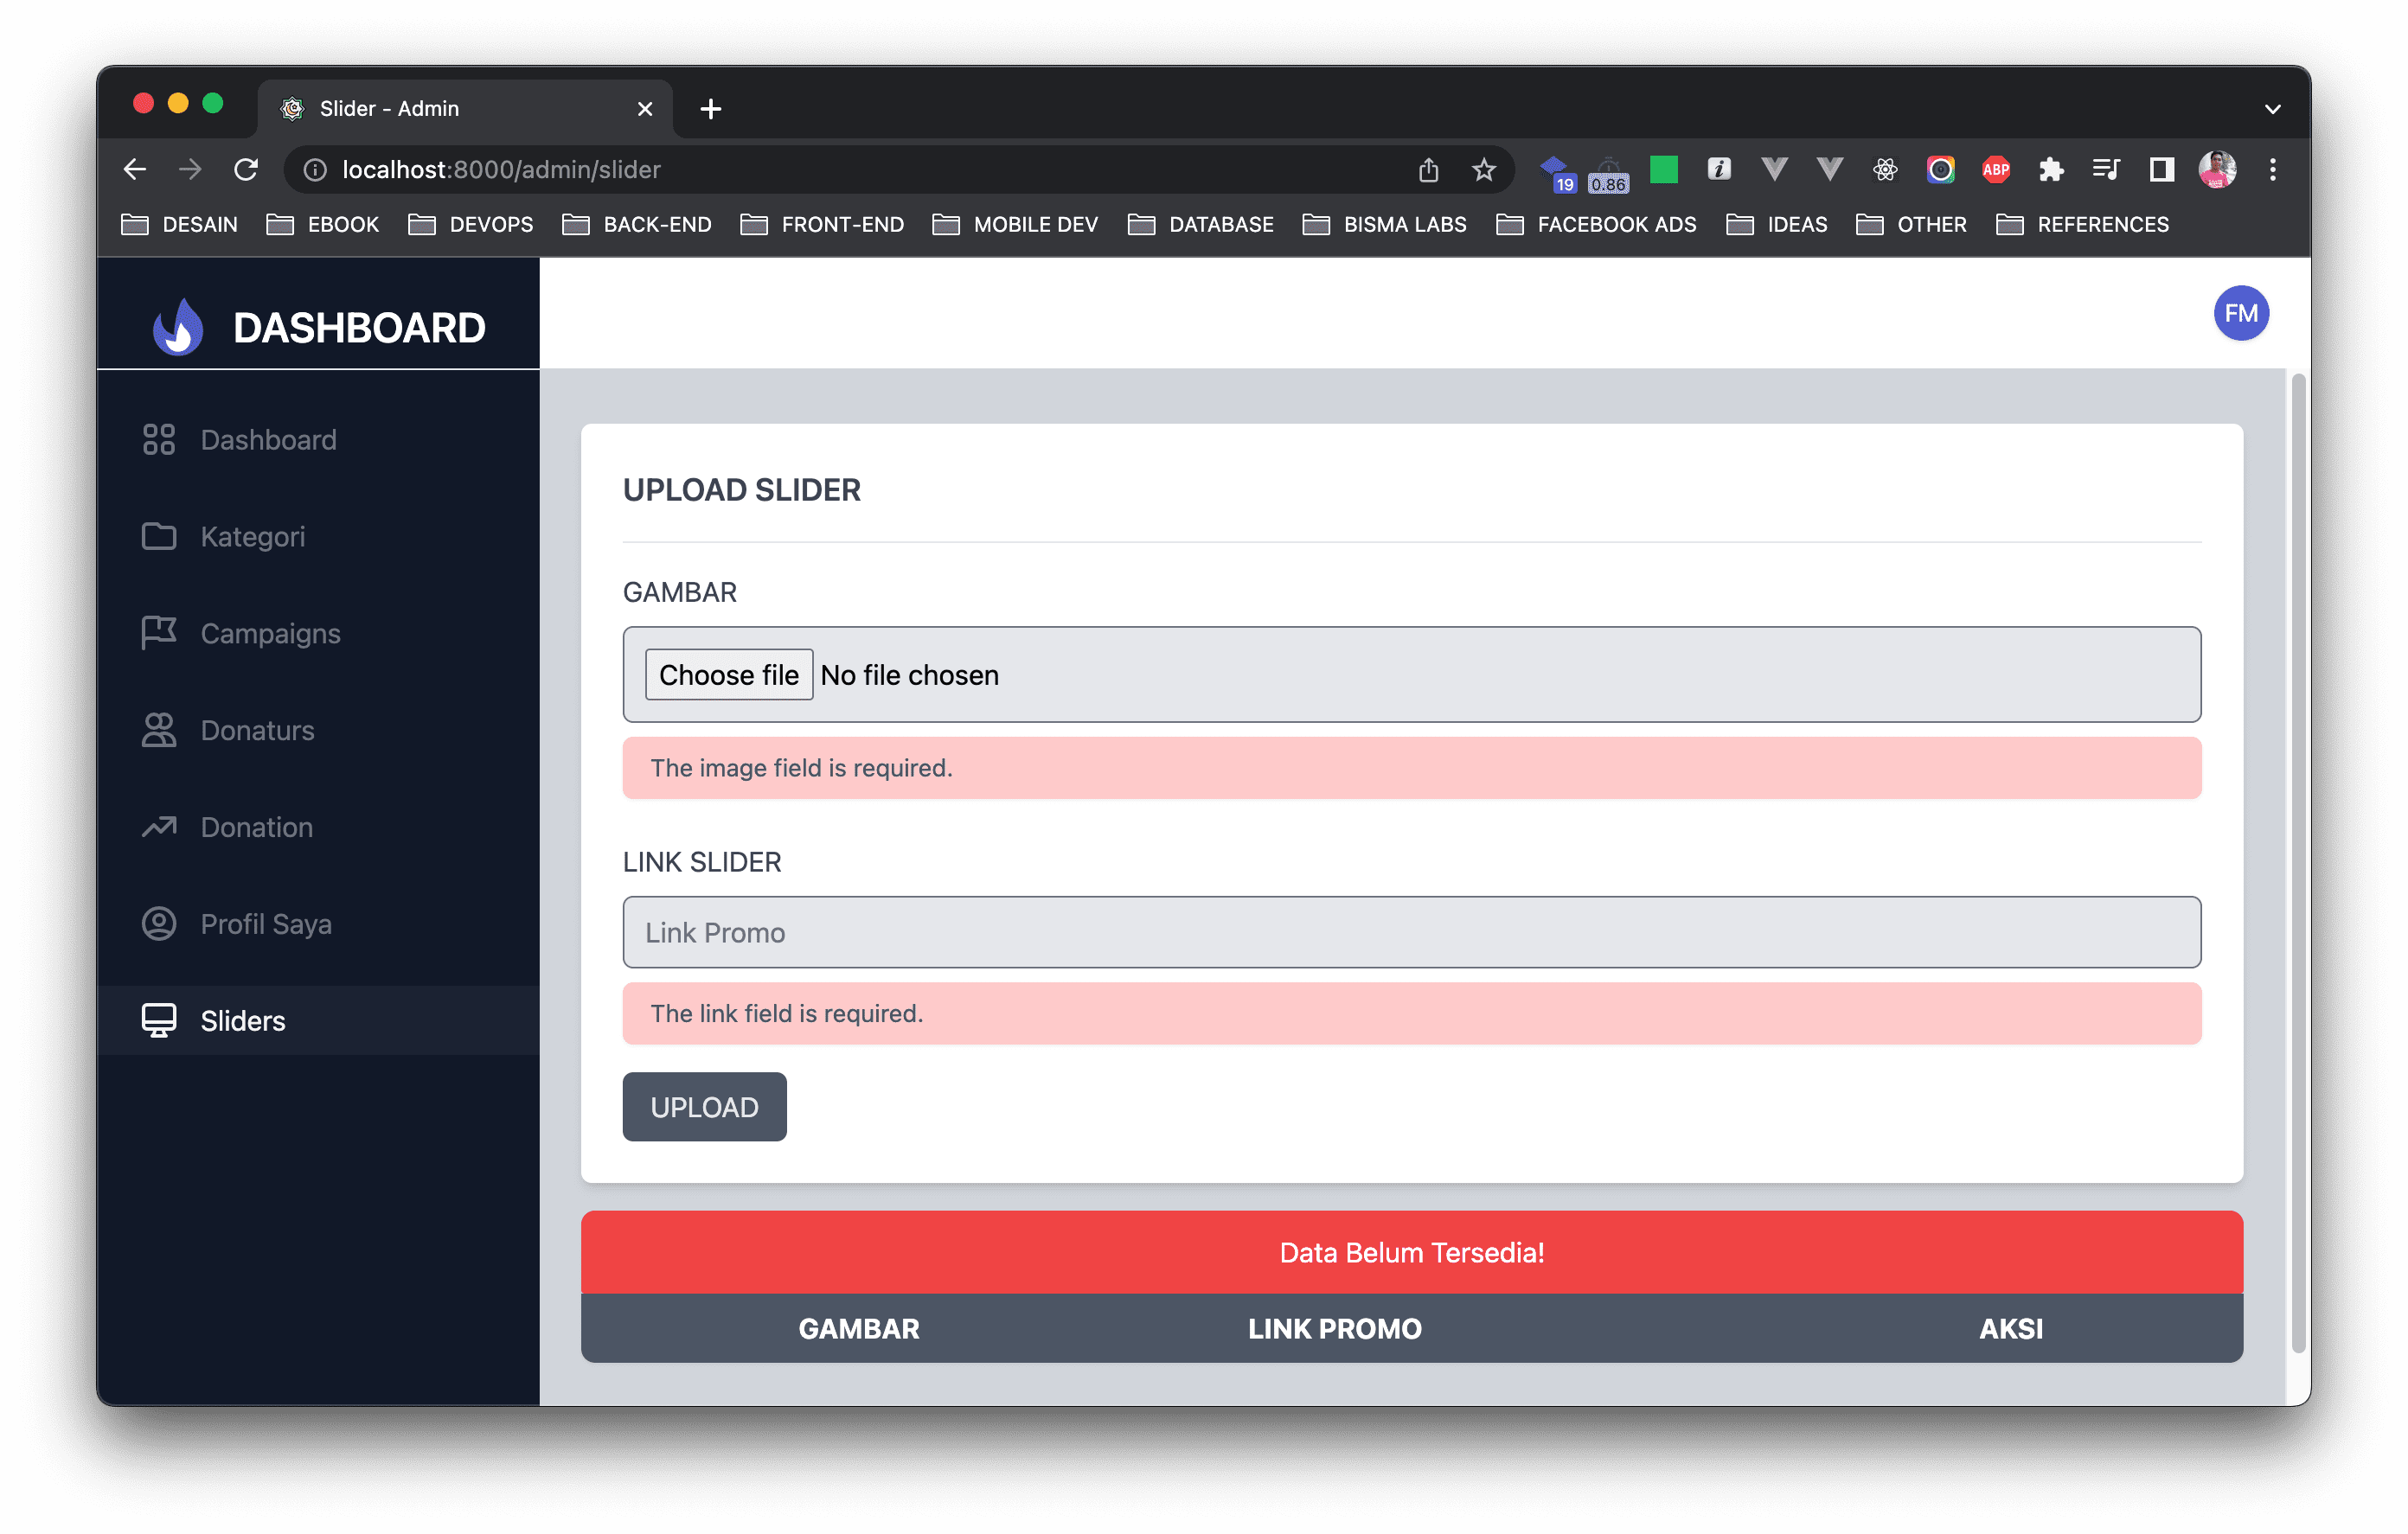 Slider - Admin
localhost:8000/admin/slider
19
0.86
ABP
DESAIN EBOOK DEVOPS BACK-END FRONT-END MOBILE DEV DATABASE BISMA LABS FACEBOOK ADS IDEAS OTHER REFERENCES
DASHBOARD
FM
Dashboard
Kategori
Campaigns
Donaturs
Donation
Profil Saya
Sliders
UPLOAD SLIDER
GAMBAR
Choose file No file chosen
The image field is required.
LINK SLIDER
Link Promo
The link field is required.
UPLOAD
Data Belum Tersedia!
GAMBAR LINK PROMO AKSI